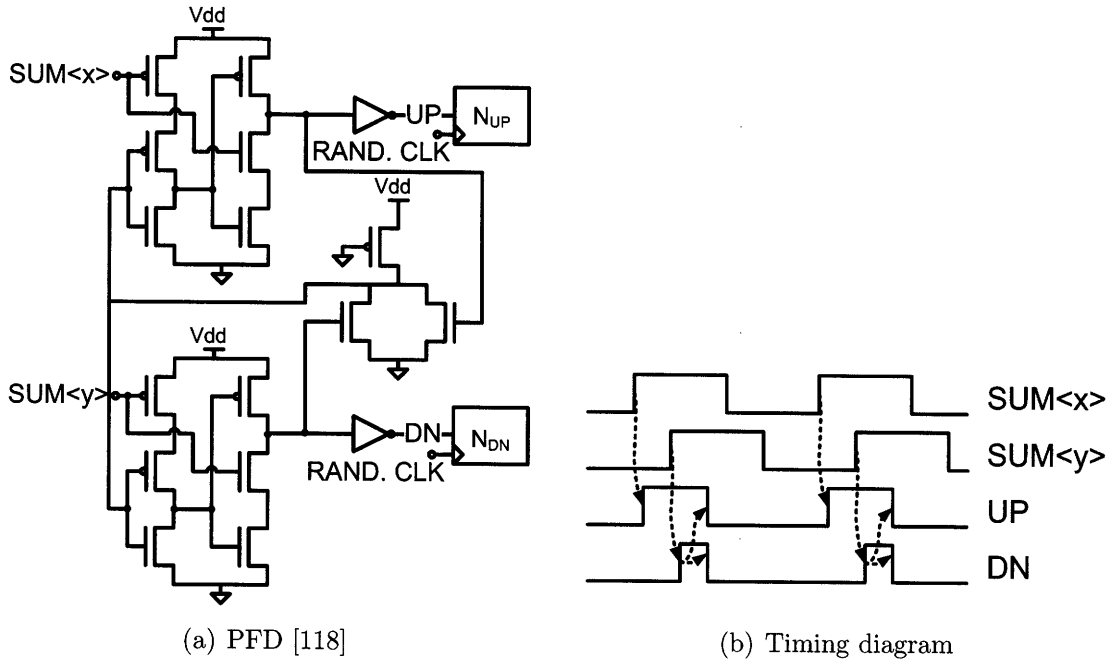 Vdd
SUM<x>
UP
N_UP
RAND. CLK
Vdd
Vdd
SUM<y>
DN
N_DN
RAND. CLK
(a) PFD [118]
SUM<x>
SUM<y>
UP
DN
(b) Timing diagram